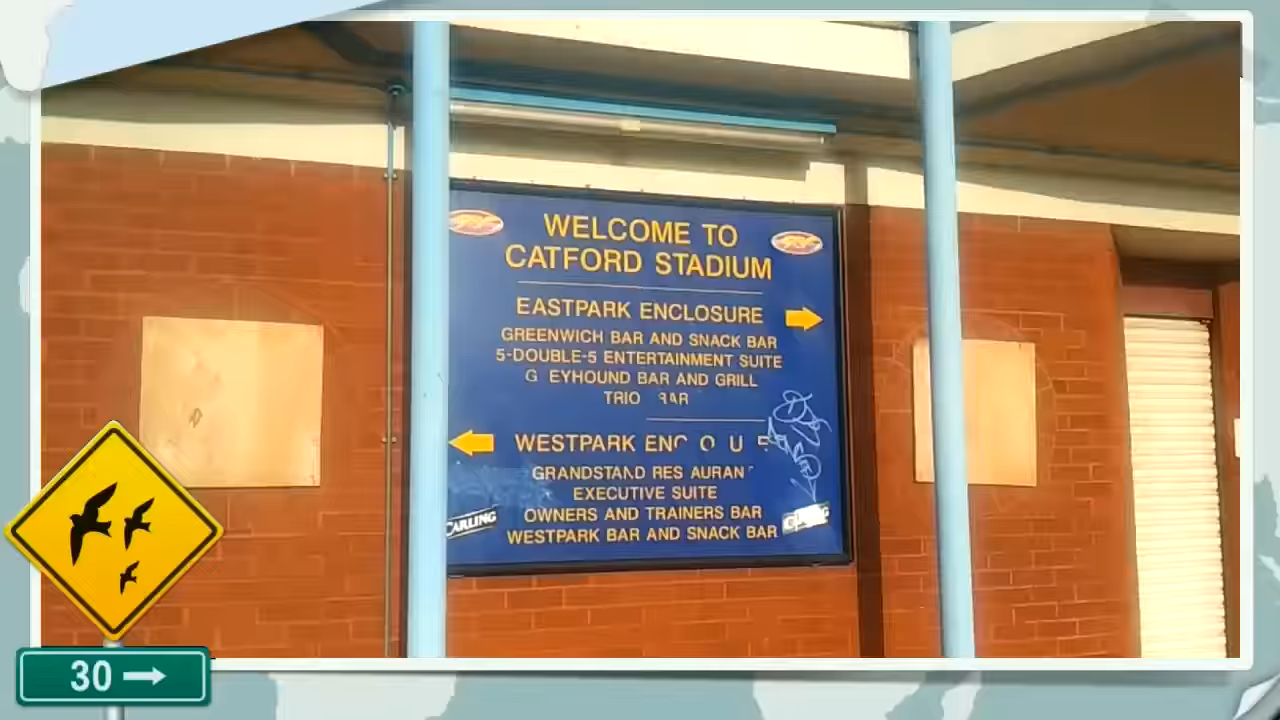 WELCOME TO
CATFORD STADIUM
EASTPARK ENCLOSURE
GREENWICH BAR AND SNACK BAR
5-DOUBLE-5 ENTERTAINMENT SUITE
G EYHOUND BAR AND GRILL
TRIO BAR
WESTPARK ENC O U E
GRANDSTAND RES AURAN
EXECUTIVE SUITE
OWNERS AND TRAINERS BAR
WESTPARK BAR AND SNACK BAR
CARLING
30